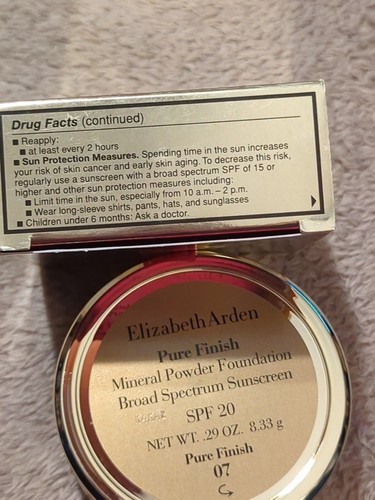 Drug Facts (continued)
■ Reapply:
■ at least every 2 hours
■ Sun Protection Measures. Spending time in the sun increases
your risk of skin cancer and early skin aging. To decrease this risk,
regularly use a sunscreen with a broad spectrum SPF of 15 or
higher and other sun protection measures including:
■ Limit time in the sun, especially from 10 a.m. – 2 p.m.
■ Wear long-sleeve shirts, pants, hats, and sunglasses
■ Children under 6 months: Ask a doctor.
Elizabeth Arden
Pure Finish
Mineral Powder Foundation
Broad Spectrum Sunscreen
SPF 20
NET WT. .29 OZ. 8.33 g
Pure Finish
07